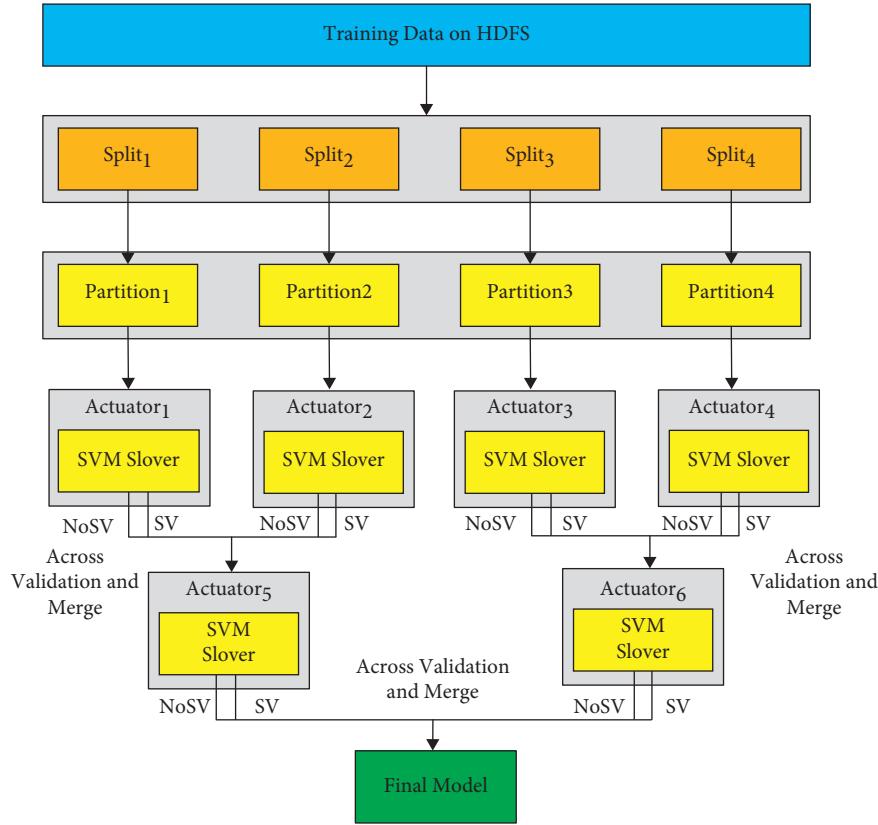 Training Data on HDFS
Split1
Split2
Split3
Split4
Partition1
Partition2
Partition3
Partition4
Actuator1
Actuator2
Actuator3
Actuator4
SVM Slover
SVM Slover
SVM Slover
SVM Slover
NoSV
SV
NoSV
SV
NoSV
SV
NoSV
SV
Across
Validation and
Merge
Across
Validation and
Merge
Actuator5
Actuator6
SVM
Slover
SVM
Slover
Across Validation
and Merge
NoSV
SV
NoSV
SV
Final Model